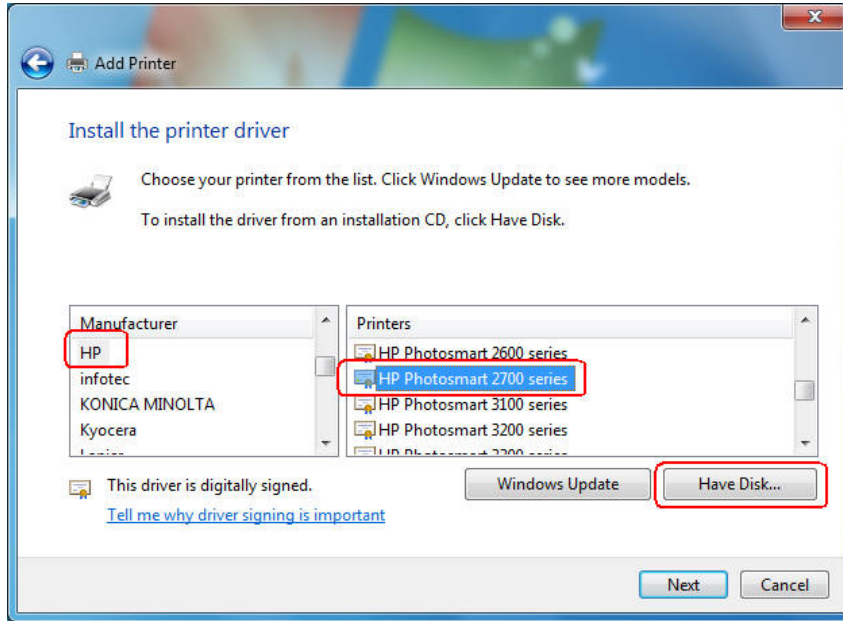 Add Printer
Install the printer driver
Choose your printer from the list. Click Windows Update to see more models.
To install the driver from an installation CD, click Have Disk.
Manufacturer
HP
infotec
KONICA MINOLTA
Kyocera
Printers
HP Photosmart 2600 series
HP Photosmart 2700 series
HP Photosmart 3100 series
HP Photosmart 3200 series
This driver is digitally signed.
Tell me why driver signing is important
Windows Update
Have Disk...
Next
Cancel